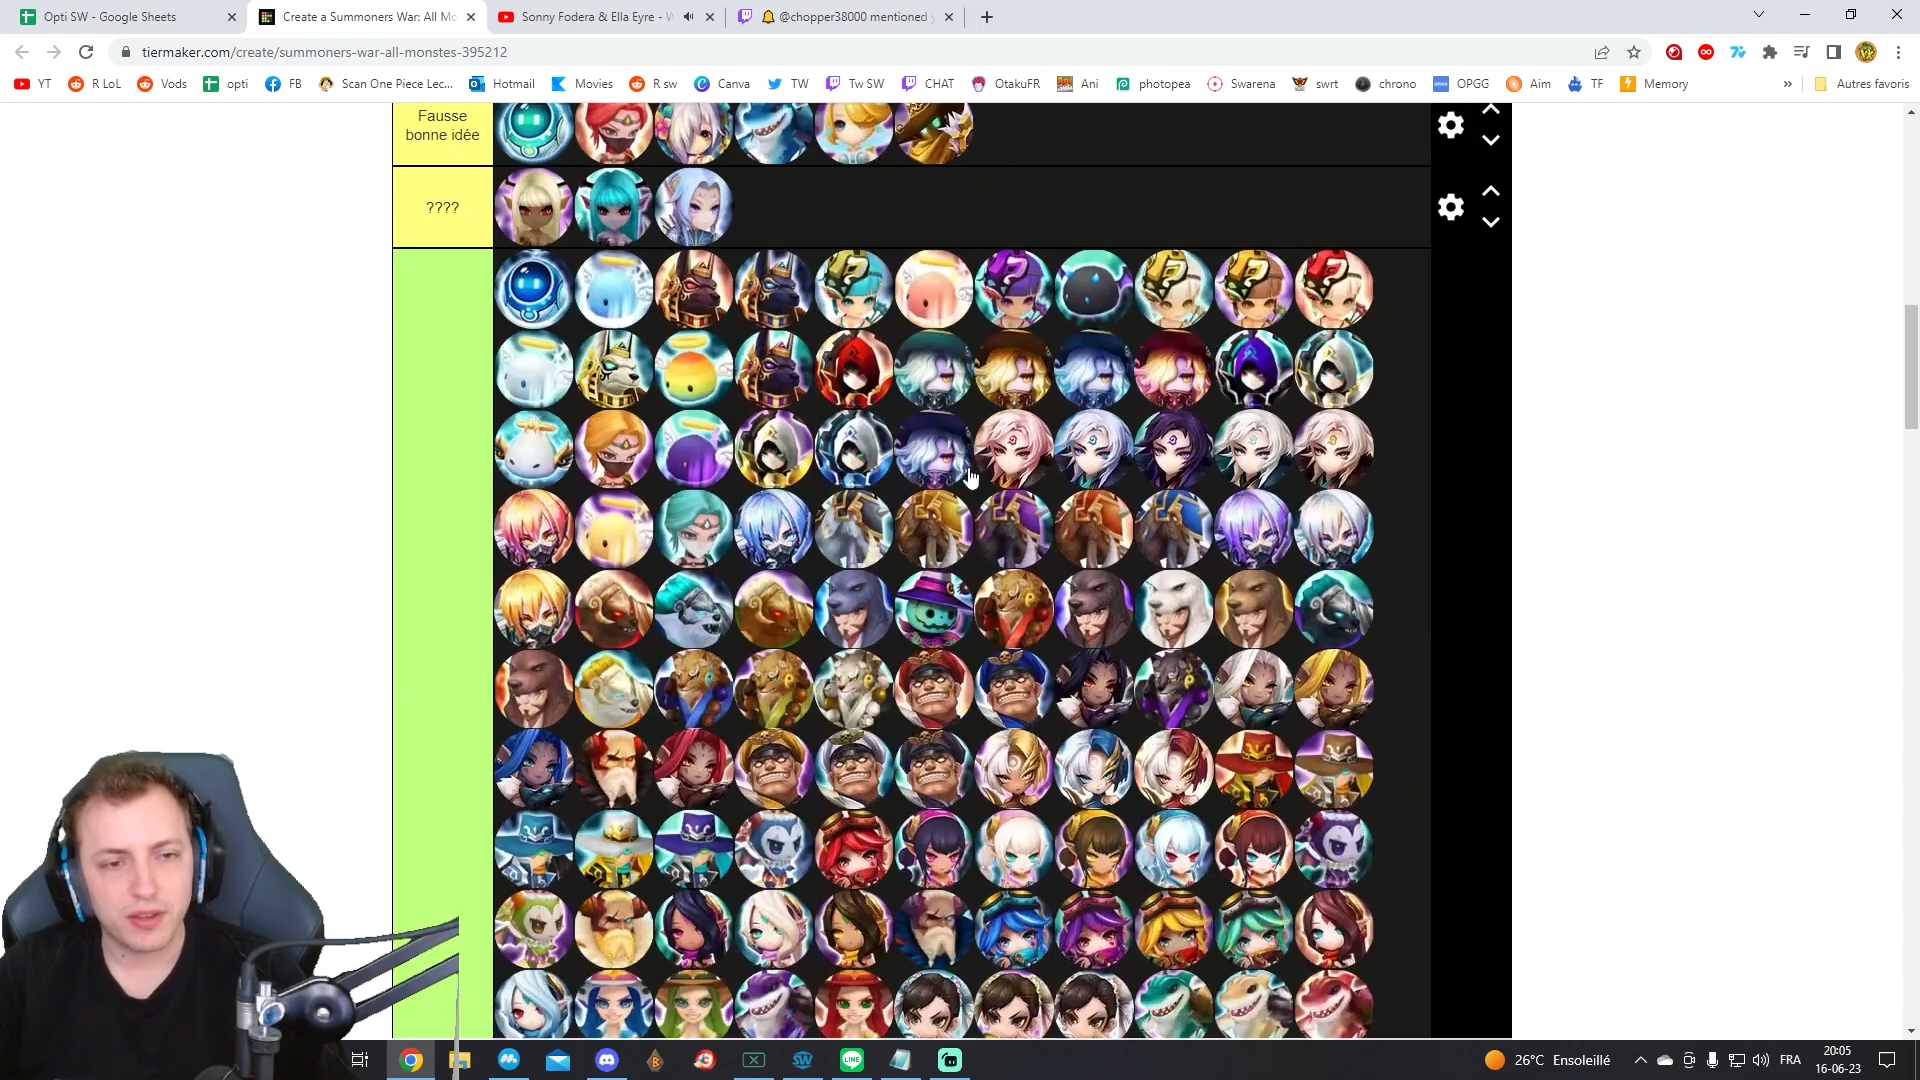 Opti SW - Google Sheets
Create a Summoners War: All Mo
Sonny Fodera & Ella Eyre - W
@chopper38000 mentioned
tiermaker.com/create/summoners-war-all-monstes-395212
YT
R LoL
Vods
opti
FB
Scan One Piece Lec...
Hotmail
Movies
R sw
Canva
TW
Tw SW
CHAT
OtakuFR
Ani
photopea
Swarena
swrt
chrono
OPGG
Aim
TF
Memory
»
Autres favoris
Fausse
bonne idée
????
26°C Ensoleillé
FRA
20:05
16-06-23